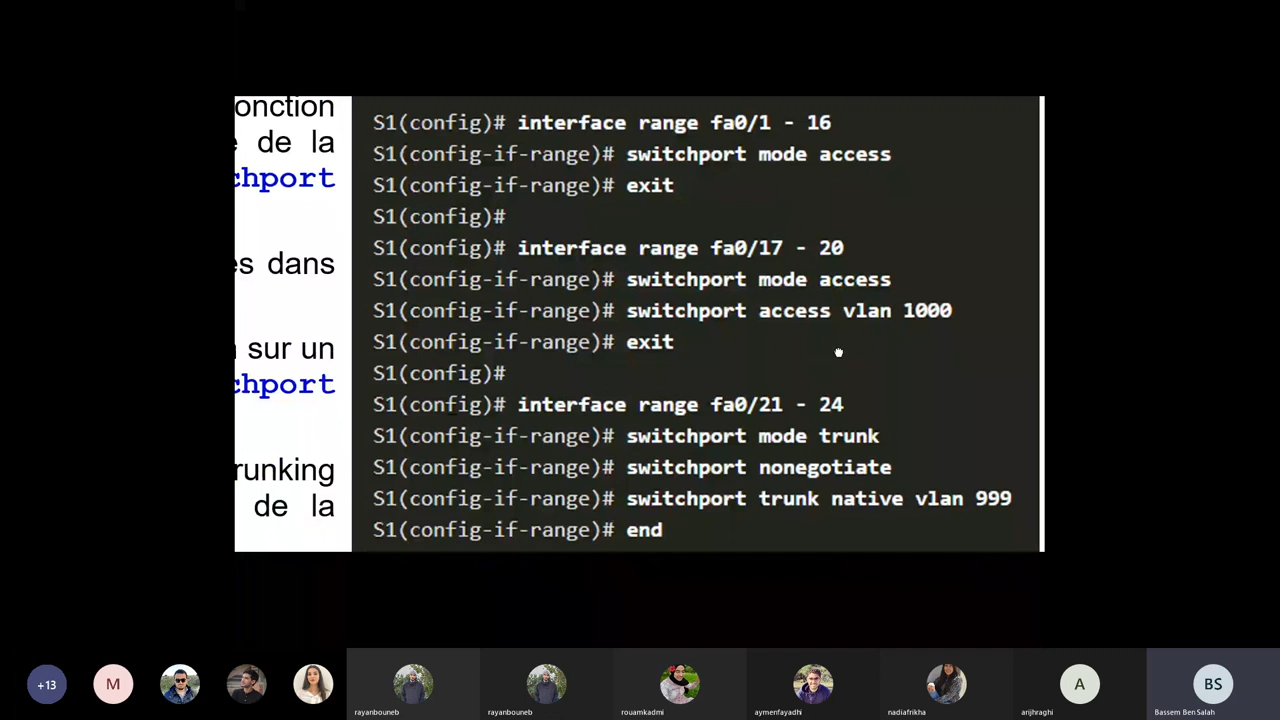 onction
e de la
chport
es dans
sur un
chport
runking
de la
S1(config)# interface range fa0/1 - 16
S1(config-if-range)# switchport mode access
S1(config-if-range)# exit
S1(config)#
S1(config)# interface range fa0/17 - 20
S1(config-if-range)# switchport mode access
S1(config-if-range)# switchport access vlan 1000
S1(config-if-range)# exit
S1(config)#
S1(config)# interface range fa0/21 - 24
S1(config-if-range)# switchport mode trunk
S1(config-if-range)# switchport nonegotiate
S1(config-if-range)# switchport trunk native vlan 999
S1(config-if-range)# end
+13
M
rayanbouneb
rayanbouneb
rouamkadmi
aymenfayadhi
nadiafrikha
A
arijhraghi
BS
Bassem Ben Salah